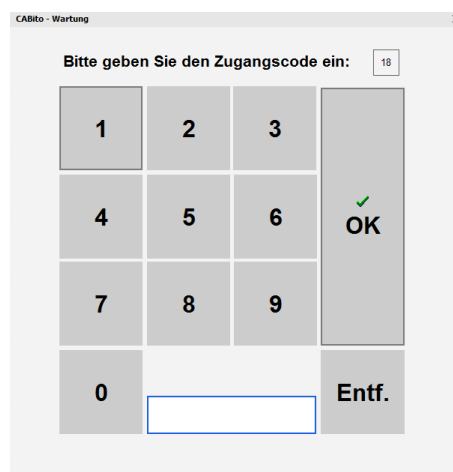 CABito - Wartung
Bitte geben Sie den Zugangscode ein: 18
1 2 3
4 5 6 OK
7 8 9
0 Entf.